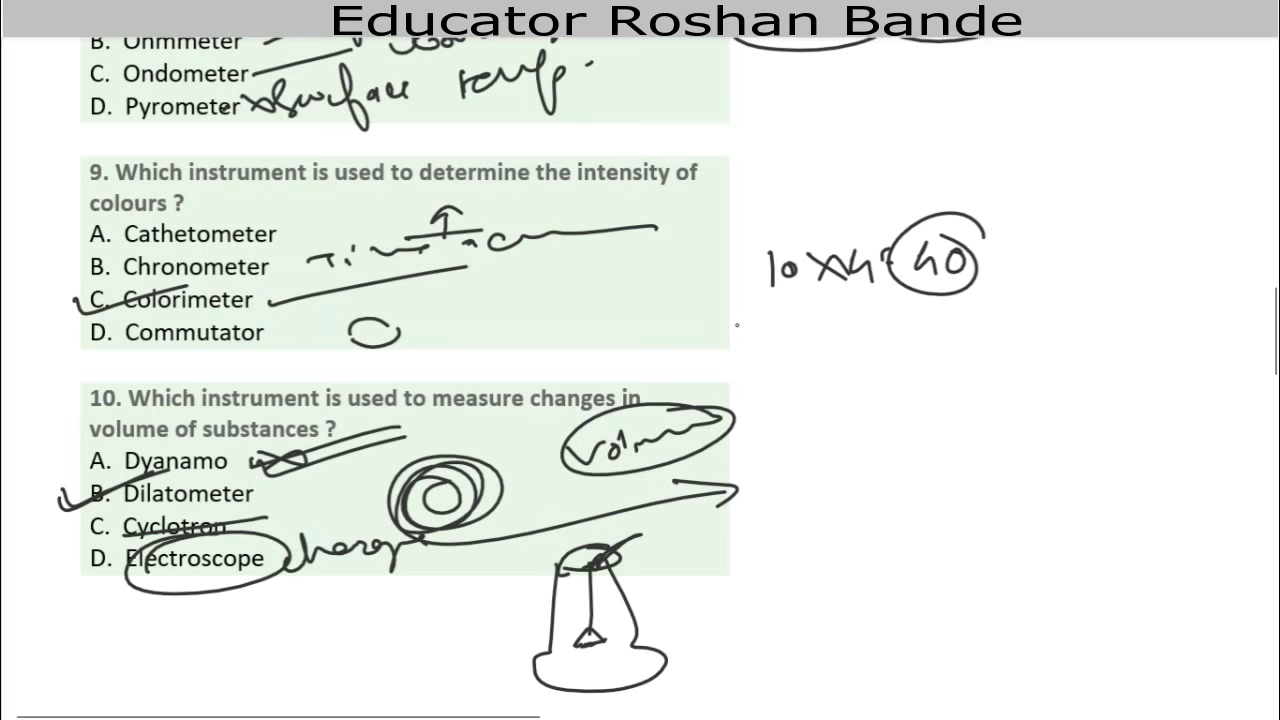 Educator Roshan Bande
B. Ohmmeter
C. Ondometer
D. Pyrometer surface temp.
9. Which instrument is used to determine the intensity of
colours ?
A. Cathetometer
B. Chronometer
C. Colorimeter
D. Commutator
10 x 4 = 40
10. Which instrument is used to measure changes in
volume of substances ?
volume
A. Dyanamo
B. Dilatometer
C. Cyclotron
D. Electroscope charge